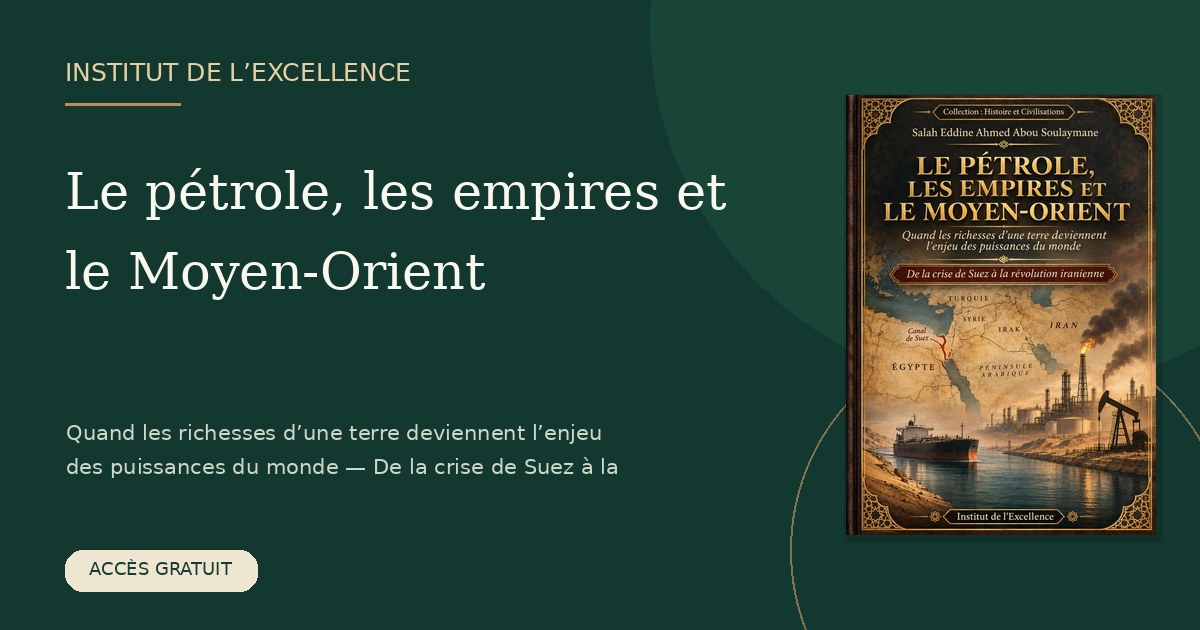 INSTITUT DE L’EXCELLENCE
Le pétrole, les empires et
le Moyen-Orient
Quand les richesses d’une terre deviennent l’enjeu
des puissances du monde — De la crise de Suez à la
ACCÈS GRATUIT
Collection : Histoire et Civilisations
Salah Eddine Ahmed Abou Soulaymane
LE PÉTROLE,
LES EMPIRES ET
LE MOYEN-ORIENT
Quand les richesses d’une terre deviennent
l’enjeu des puissances du monde
De la crise de Suez à la révolution iranienne
TURQUIE
SYRIE
IRAK
IRAN
Canal
de Suez
ÉGYPTE
PÉNINSULE
ARABIQUE
Institut de l’Excellence